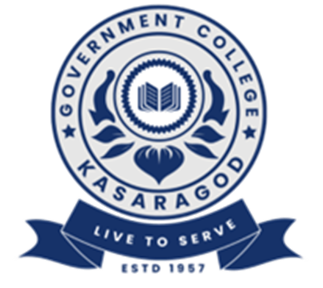 GOVERNMENT COLLEGE
KASARAGOD
LIVE TO SERVE
ESTD 1957